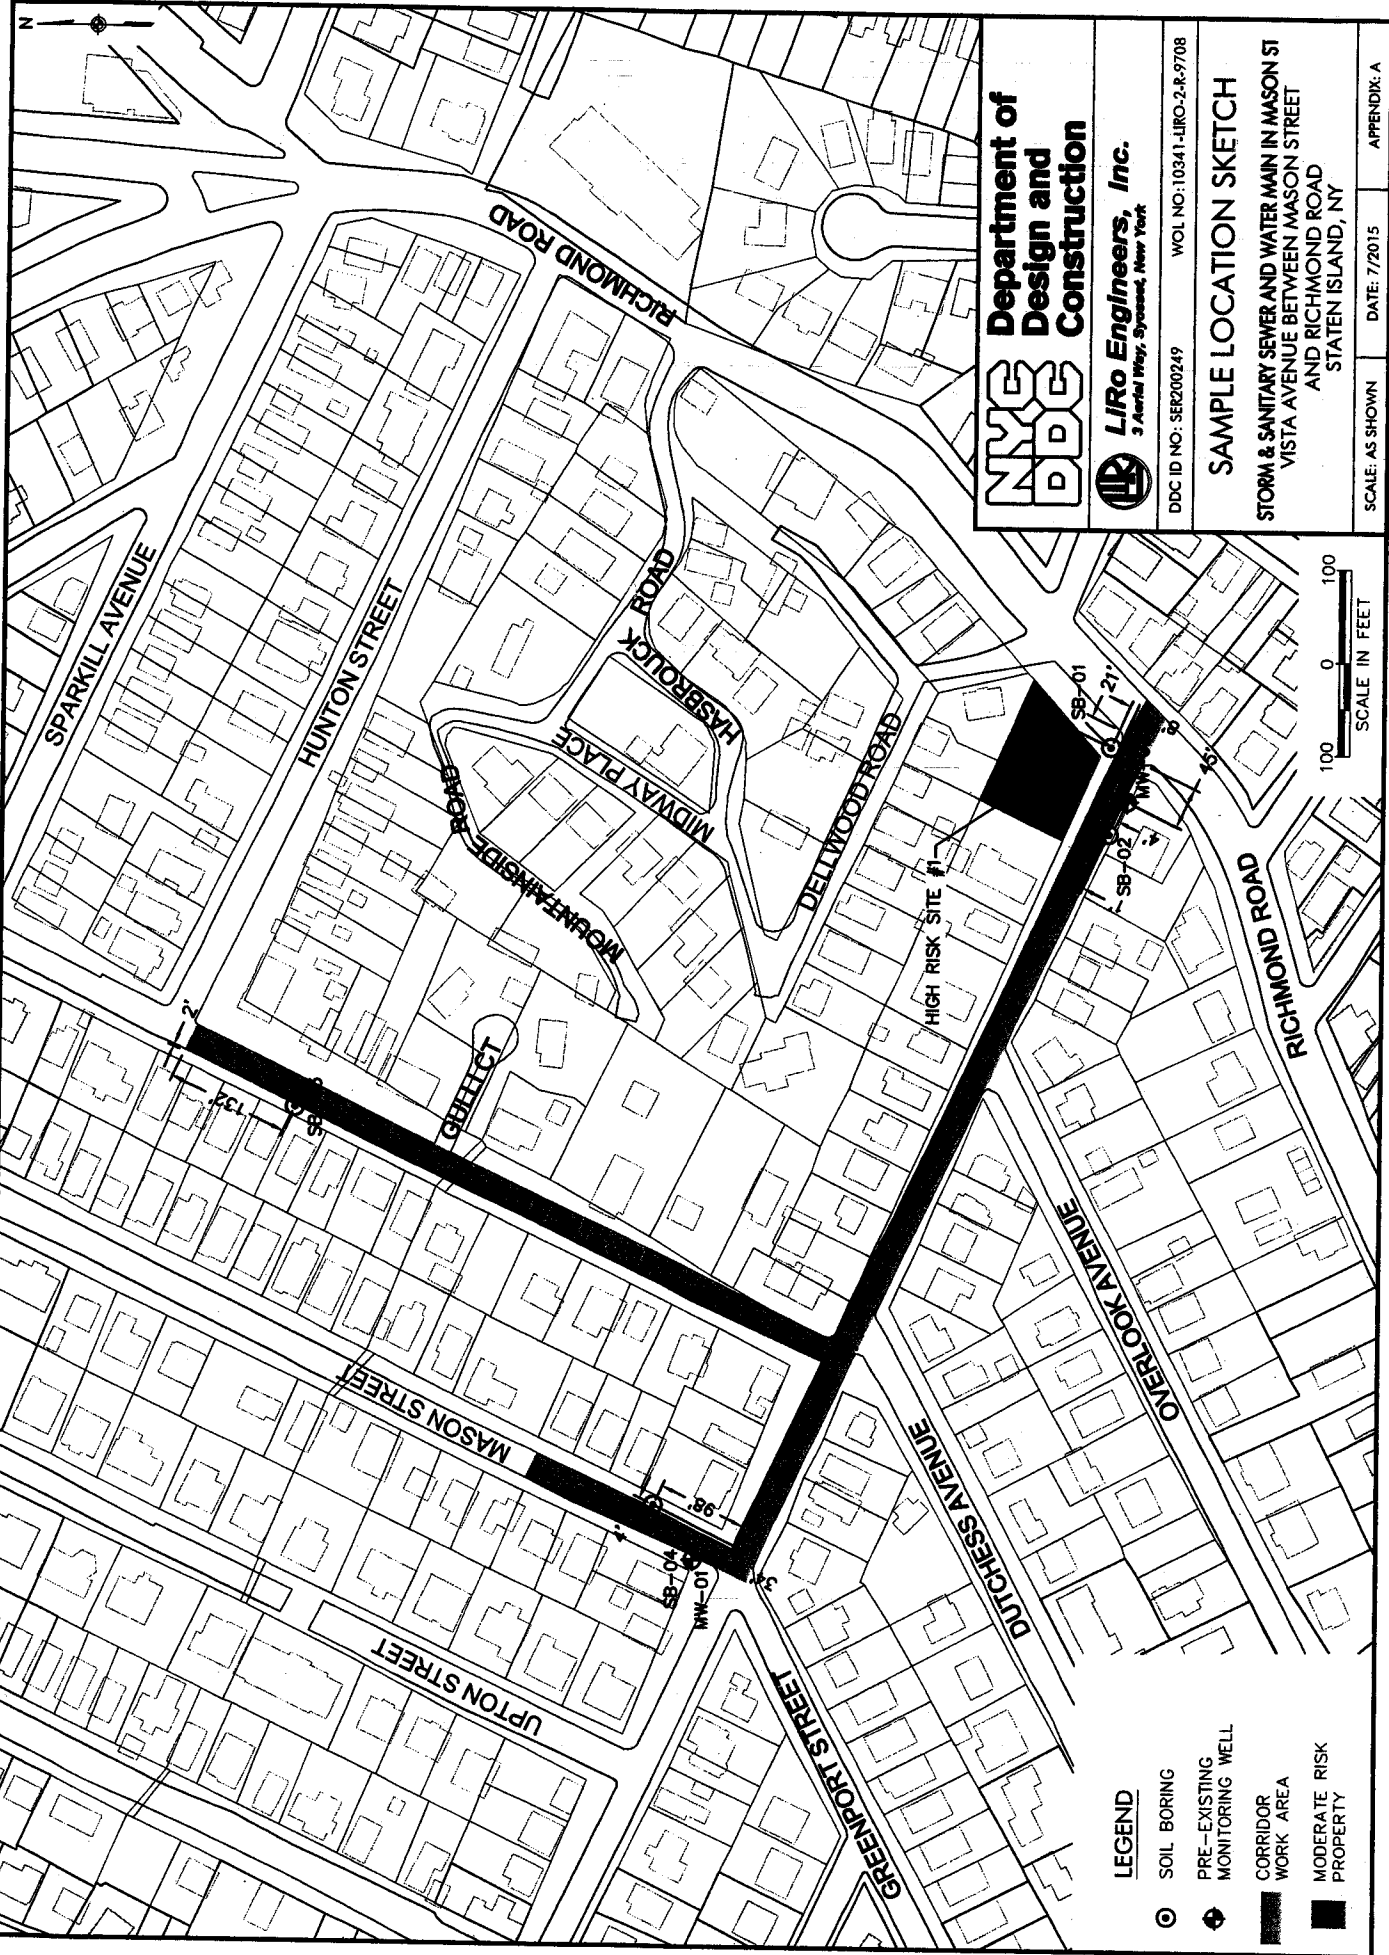 N
SPARKILL AVENUE
HUNTON STREET
RICHMOND ROAD
HASBROUCK ROAD
MIDWAY PLACE
MOUNTAINSIDE ROAD
DELLWOOD ROAD
GULLI CT
MASON STREET
UPTON STREET
GREENPORT STREET
DUTCHESS AVENUE
OVERLOOK AVENUE
RICHMOND ROAD
HIGH RISK SITE #1
2'
132'
4'
98'
SB-04
MW-01
34'
SB-01
21'
8'
45'
SB-02
4'
LEGEND
SOIL BORING
PRE-EXISTING
MONITORING WELL
CORRIDOR
WORK AREA
MODERATE RISK
PROPERTY
100 0 100
SCALE IN FEET
NYC
DDC
Department of
Design and
Construction
LiRo Engineers, Inc.
3 Aerial Way, Syosset, New York
DDC ID NO: SER200249 WOL NO:10341-LIRO-2-R-9708
SAMPLE LOCATION SKETCH
STORM & SANITARY SEWER AND WATER MAIN IN MASON ST
VISTA AVENUE BETWEEN MASON STREET
AND RICHMOND ROAD
STATEN ISLAND, NY
SCALE: AS SHOWN DATE: 7/2015 APPENDIX: A